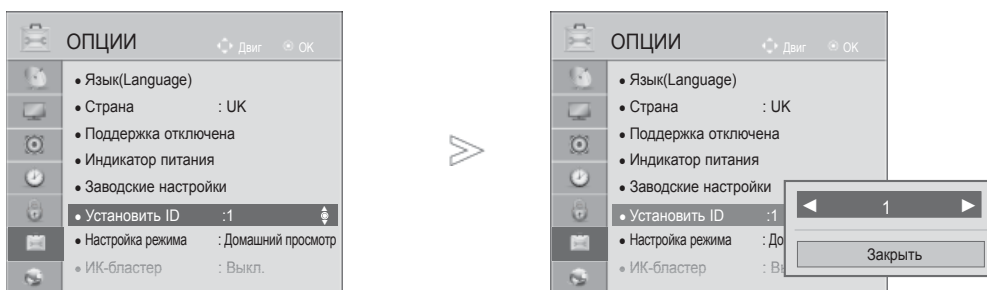 ОПЦИИ Двиг OK
• Язык(Language)
• Страна : UK
• Поддержка отключена
• Индикатор питания
• Заводские настройки
• Установить ID :1
• Настройка режима : Домашний просмотр
• ИК-бластер : Выкл.
ОПЦИИ Двиг OK
• Язык(Language)
• Страна : UK
• Поддержка отключена
• Индикатор питания
• Заводские настройки
• Установить ID :1
• Настройка режима : До
• ИК-бластер : Вы
◄ 1 ►
Закрыть